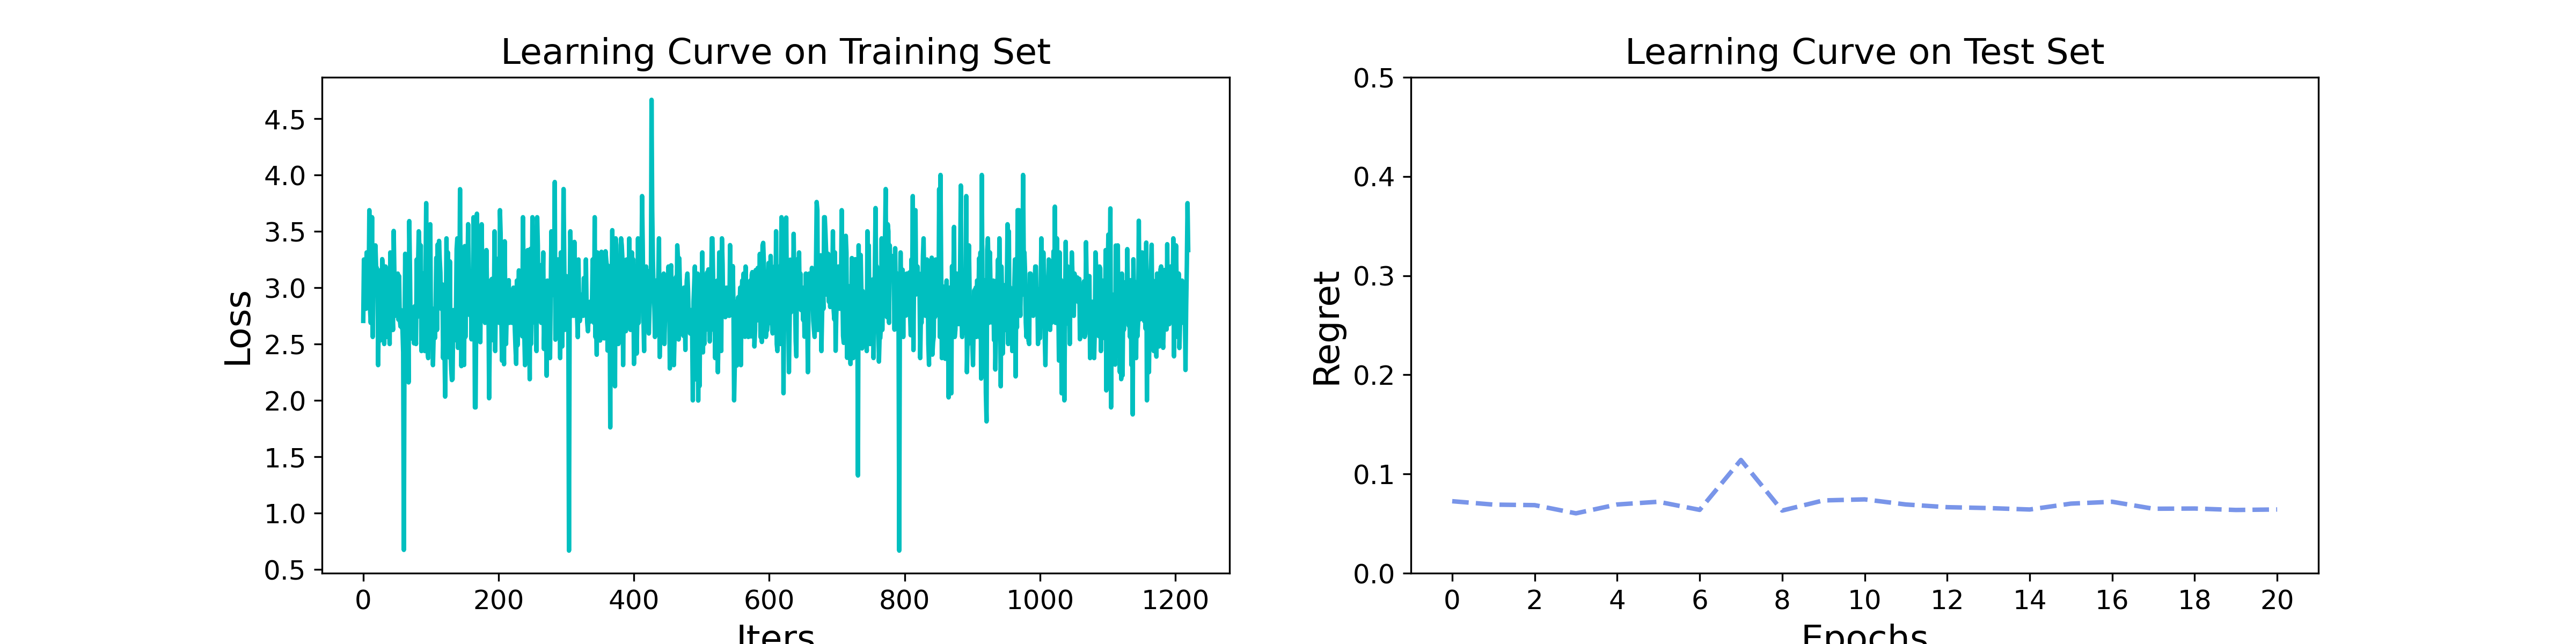 Learning Curve on Training Set
4.5
4.0
3.5
3.0
2.5
2.0
1.5
1.0
0.5
Loss
0 200 400 600 800 1000 1200
Iters
Learning Curve on Test Set
0.5
0.4
0.3
0.2
0.1
0.0
Regret
0 2 4 6 8 10 12 14 16 18 20
Epochs